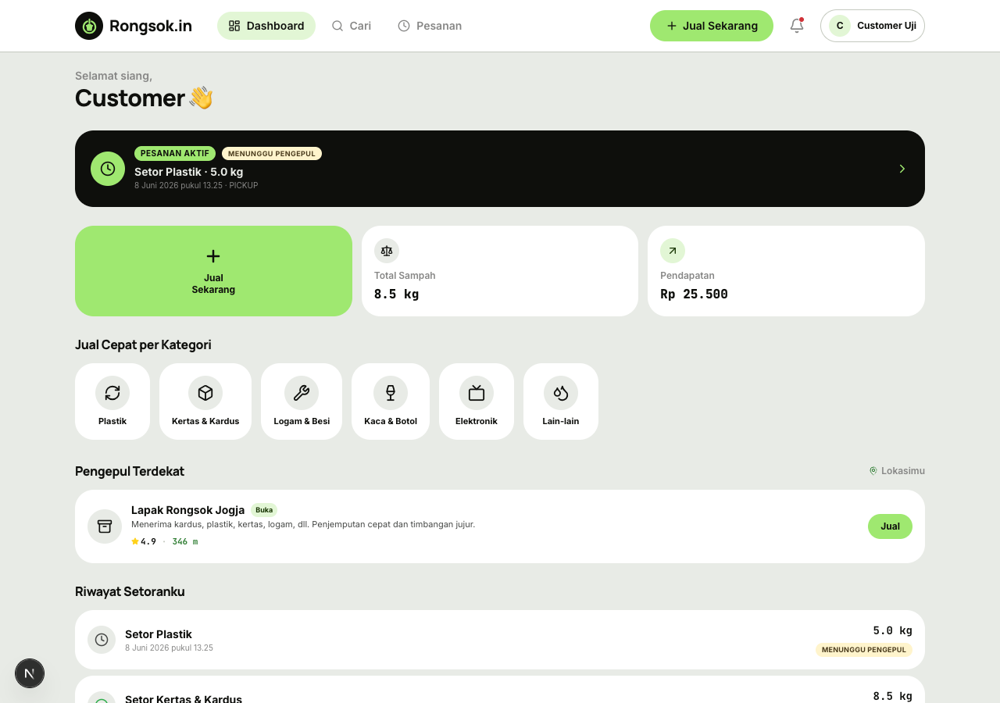 Rongsok.in
Dashboard
Cari
Pesanan
Jual Sekarang
C
Customer Uji
Selamat siang,
Customer 👋
PESANAN AKTIF
MENUNGGU PENGEPUL
Setor Plastik · 5.0 kg
8 Juni 2026 pukul 13.25 · PICKUP
Jual
Sekarang
Total Sampah
8.5 kg
Pendapatan
Rp 25.500
Jual Cepat per Kategori
Plastik
Kertas & Kardus
Logam & Besi
Kaca & Botol
Elektronik
Lain-lain
Pengepul Terdekat
Lokasimu
Lapak Rongsok Jogja
Buka
Menerima kardus, plastik, kertas, logam, dll. Penjemputan cepat dan timbangan jujur.
4.9 · 346 m
Jual
Riwayat Setoranku
Setor Plastik
8 Juni 2026 pukul 13.25
5.0 kg
MENUNGGU PENGEPUL
N
Setor Kertas & Kardus
8.5 kg